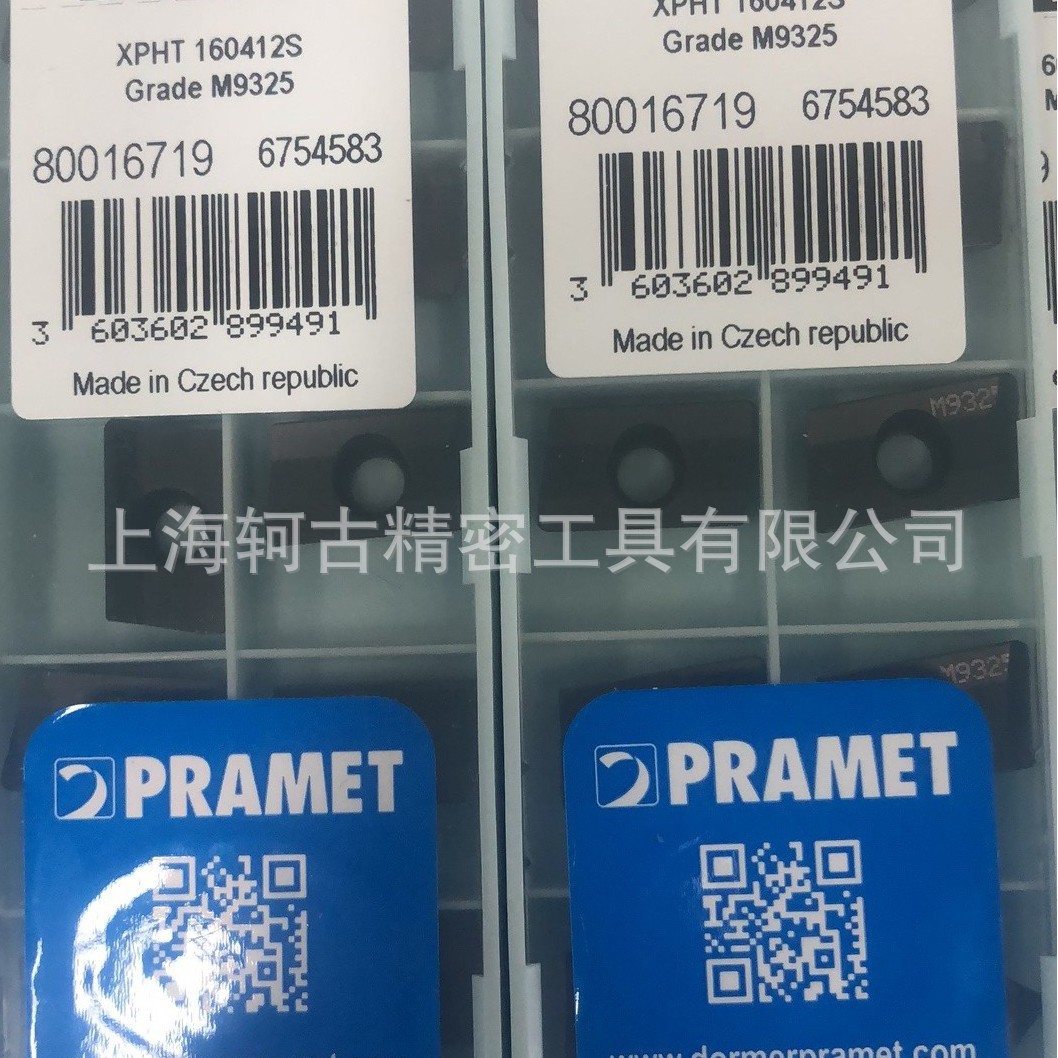 XPHT 160412S
Grade M9325
80016719 6754583
3 603602 899491
Made in Czech republic
XPHT 160412S
Grade M9325
80016719 6754583
3 603602 899491
Made in Czech republic
M9325
上海轲古精密工具有限公司
M9325
PRAMET
PRAMET
www.dormerpramet.com